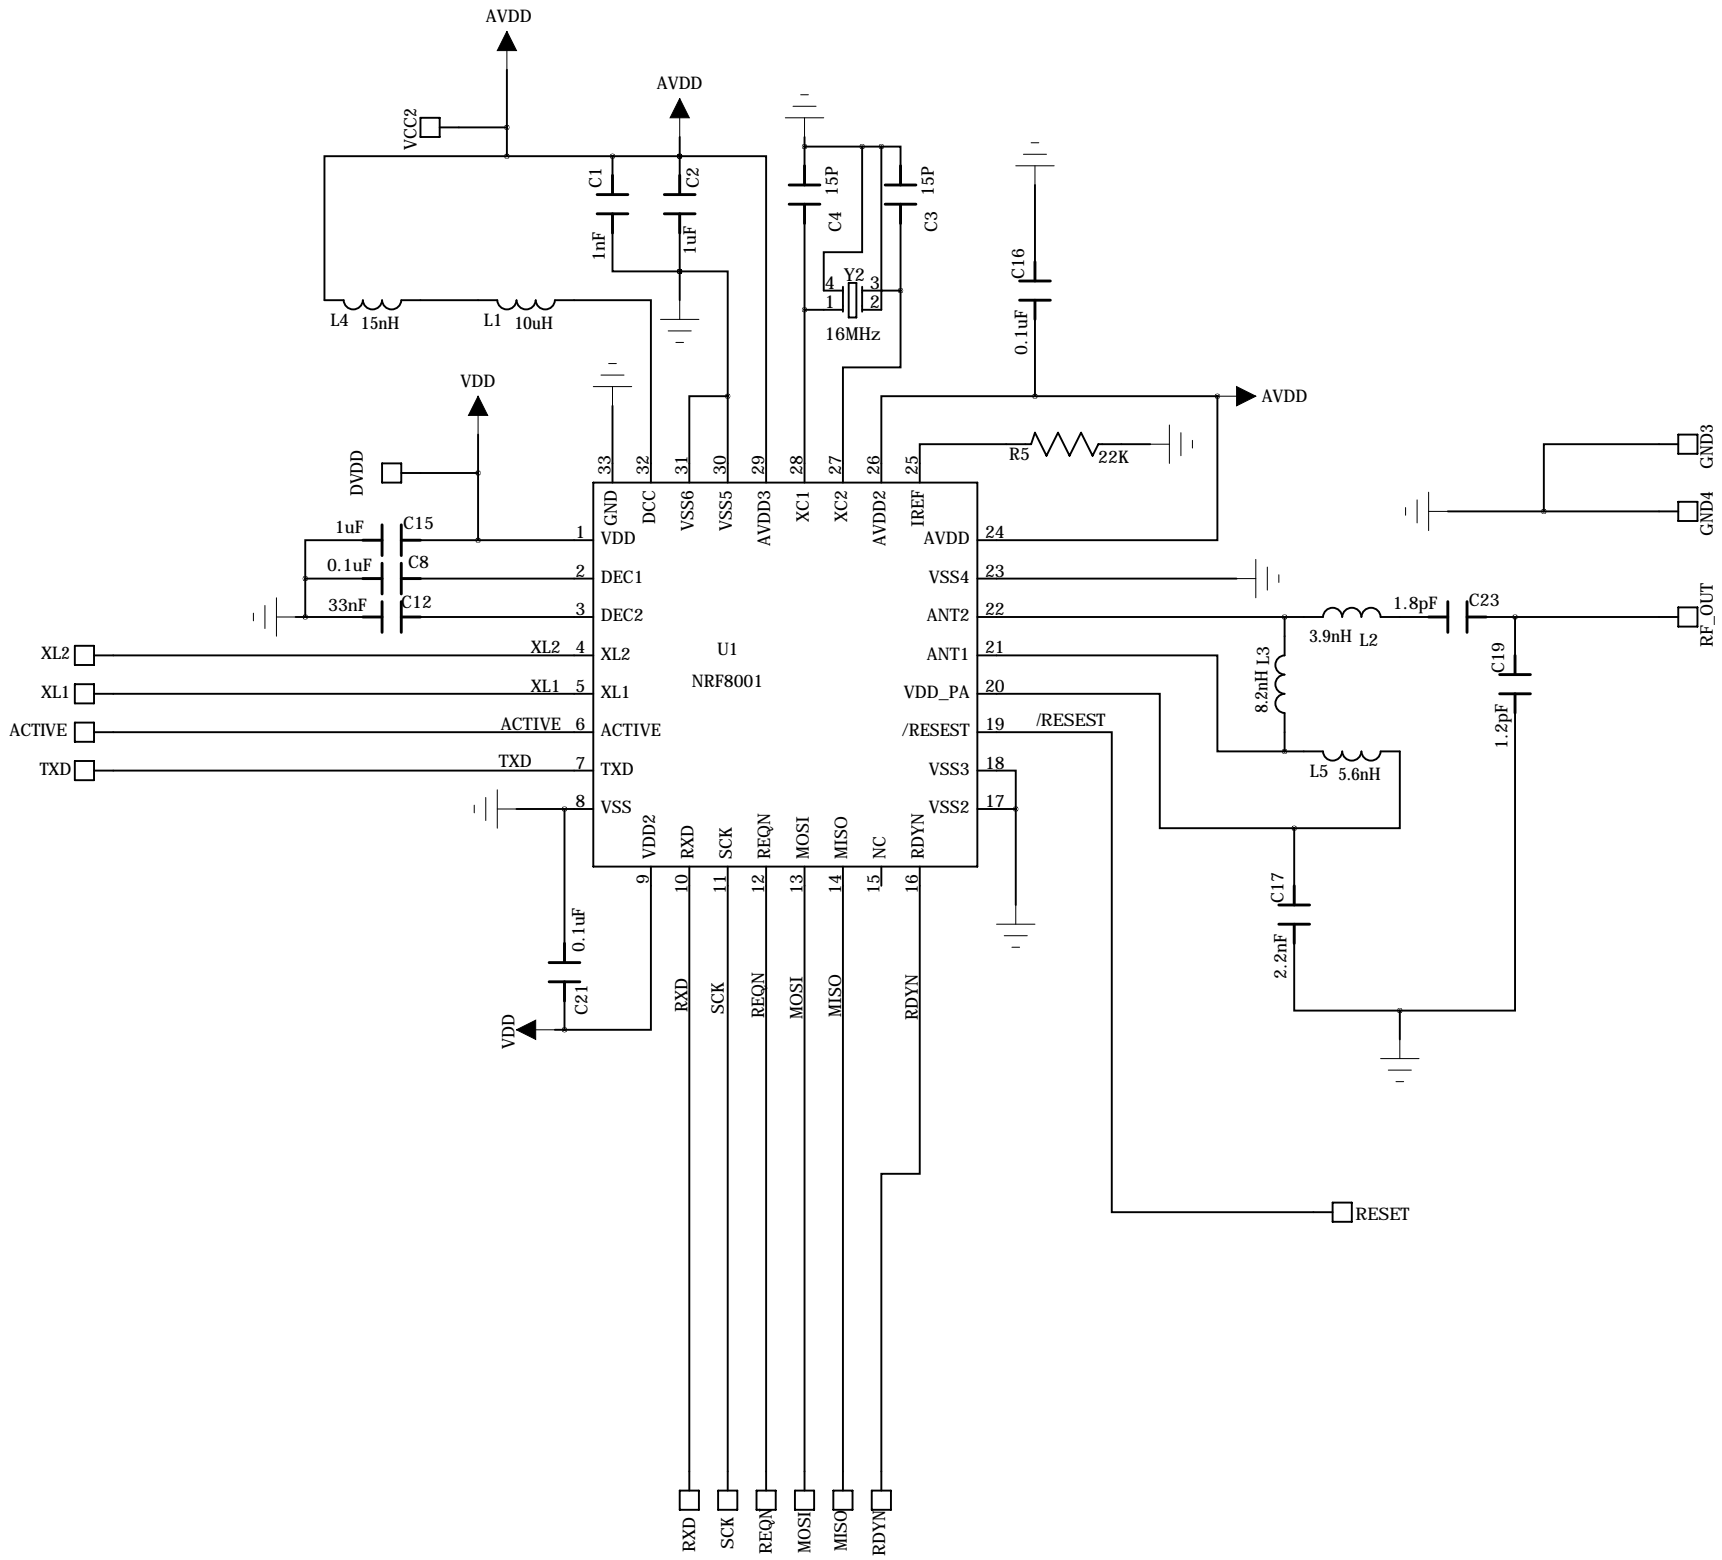 AVDD
AVDD
VCC2
C1
1nF
C2
1uF
15P
C4
15P
C3
Y2
4
3
1
2
16MHz
C16
0.1uF
L4
15nH
L1
10uH
VDD
DVDD
AVDD
R5
22K
GND3
GND4
RF_OUT
33
32
31
30
29
28
27
26
25
GND
DCC
VSS6
VSS5
AVDD3
XC1
XC2
AVDD2
IREF
1uF
C15
1
VDD
AVDD
24
0.1uF
C8
2
DEC1
VSS4
23
33nF
C12
3
DEC2
ANT2
22
1.8pF
C23
3.9nH
L2
XL2
XL2
4
XL2
U1
NRF8001
ANT1
21
8.2nH
L3
C19
1.2pF
XL1
XL1
5
XL1
VDD_PA
20
ACTIVE
ACTIVE
6
ACTIVE
/RESEST
19
/RESEST
TXD
TXD
7
TXD
VSS3
18
L5
5.6nH
8
VSS
VSS2
17
VDD2
RXD
SCK
REQN
MOSI
MISO
NC
RDYN
9
10
11
12
13
14
15
16
C17
2.2nF
0.1uF
C21
VDD
RXD
SCK
REQN
MOSI
MISO
RDYN
RESET
RXD
SCK
REQN
MOSI
MISO
RDYN